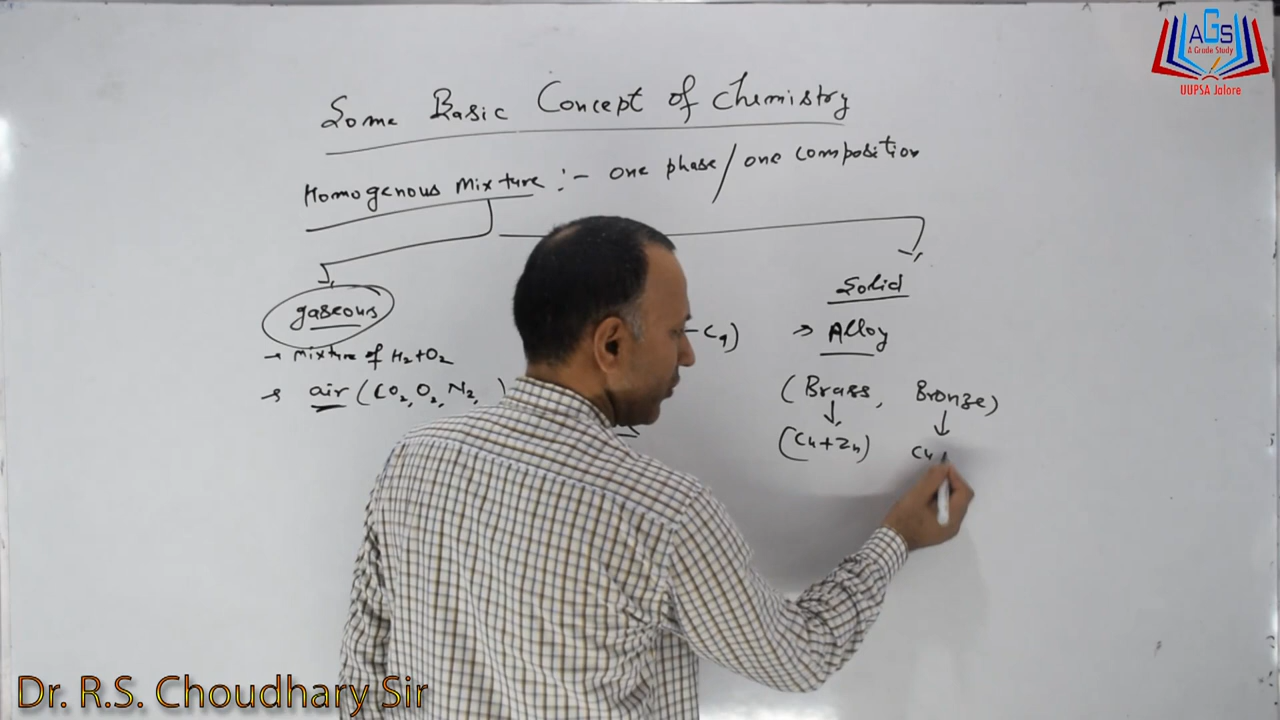 AGS
A Grade Study
UUPSA Jalore
Some Basic Concept of Chemistry
Homogenous Mixture :- one phase/one composition
gaseous
→ Mixture of H₂+O₂
→ air (CO₂, O₂, N₂, )
Solid
→ Alloy
(Brass, Bronze)
(Cu+Zn) Cu
Dr. R.S. Choudhary Sir